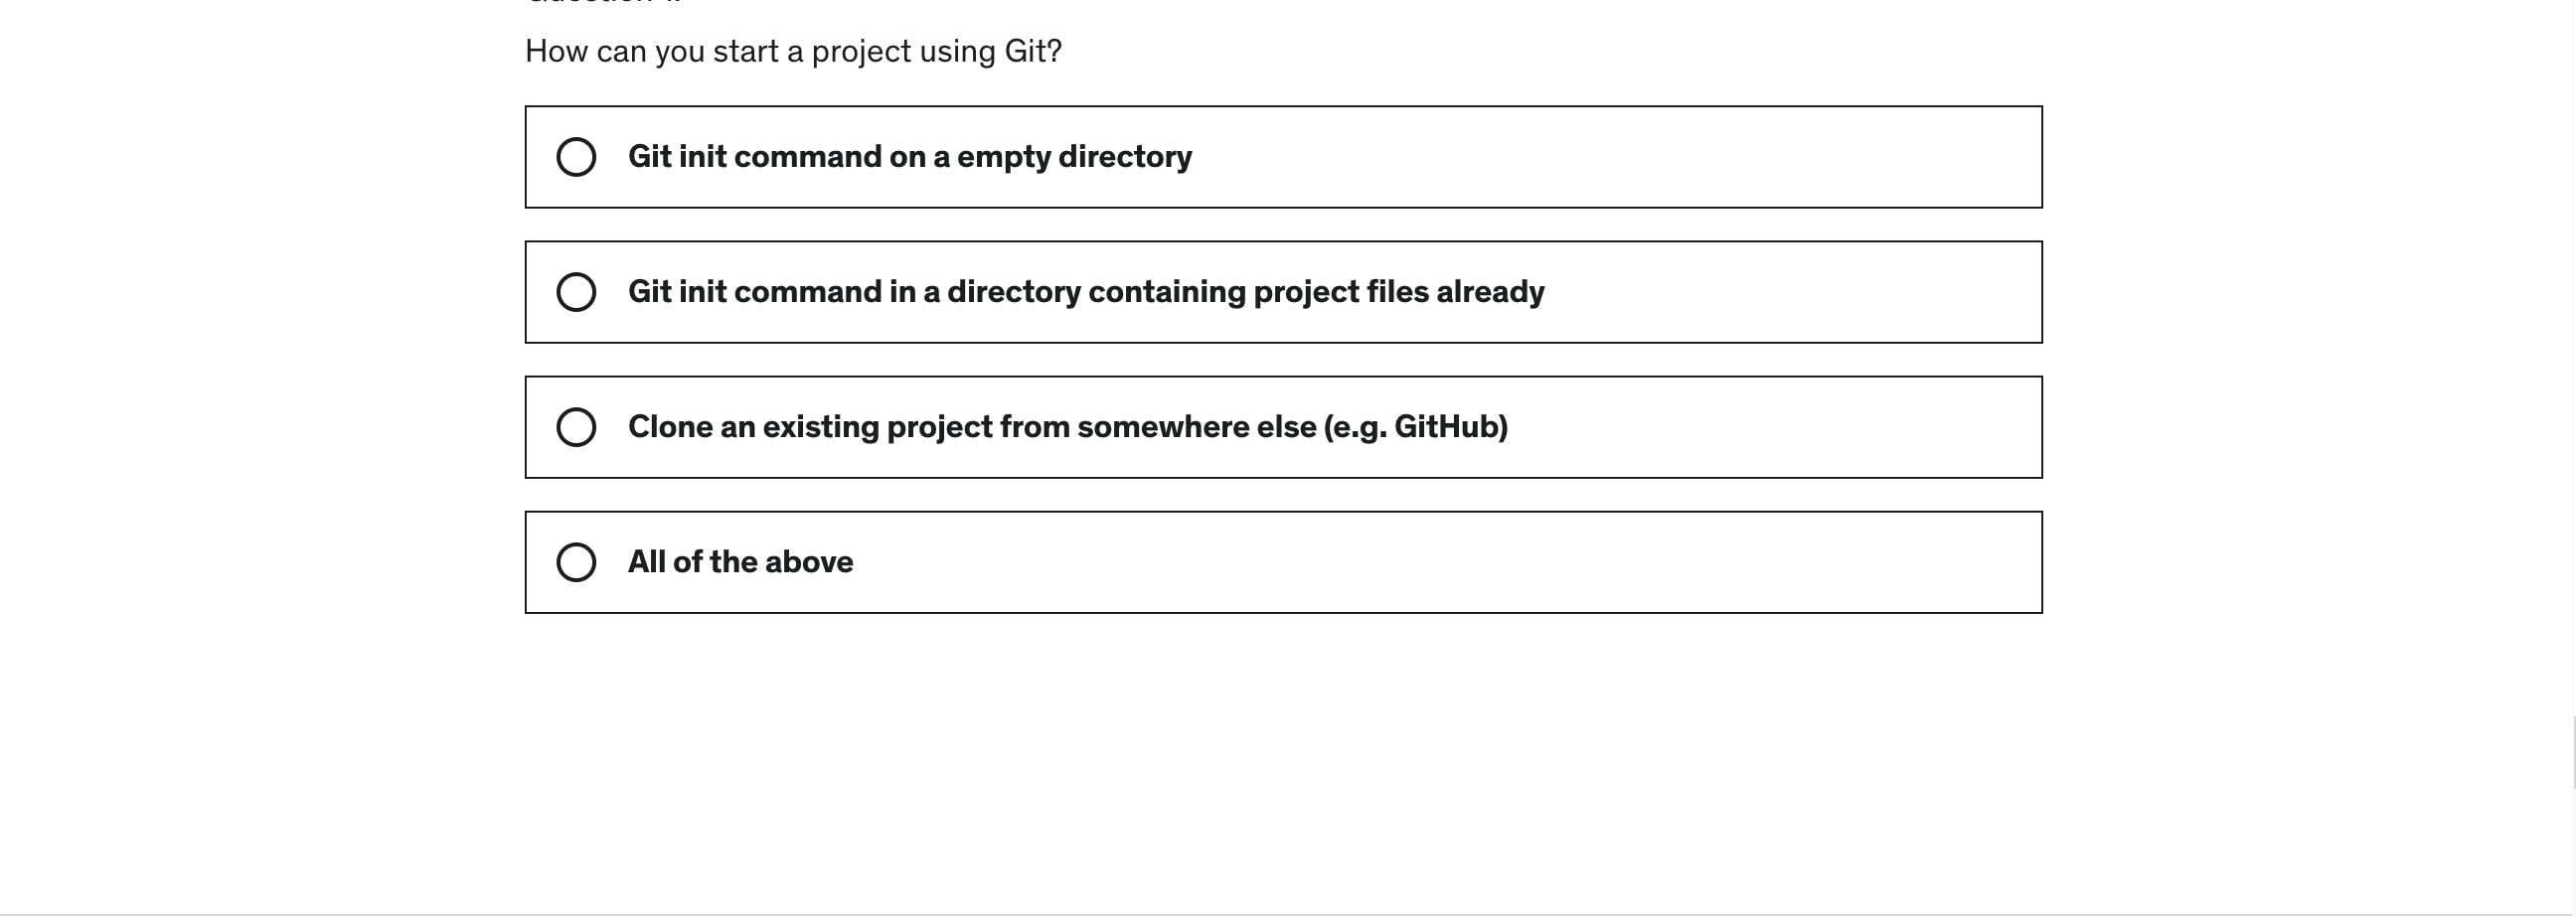 How can you start a project using Git?
Git init command on a empty directory
Git init command in a directory containing project files already
Clone an existing project from somewhere else (e.g. GitHub)
All of the above